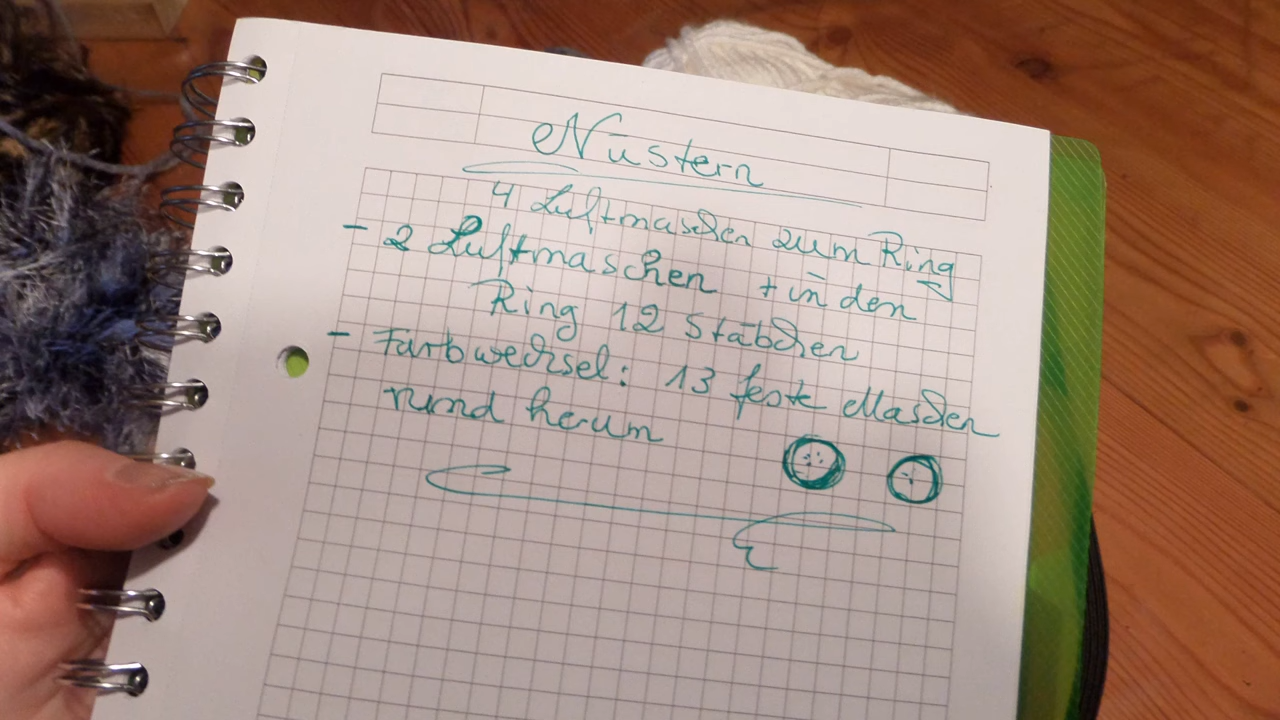 Nüstern
4 Luftmaschen zum Ring
- 2 Luftmaschen + in den
Ring 12 Stäbchen
- Farbwechsel: 13 feste Maschen
rund herum